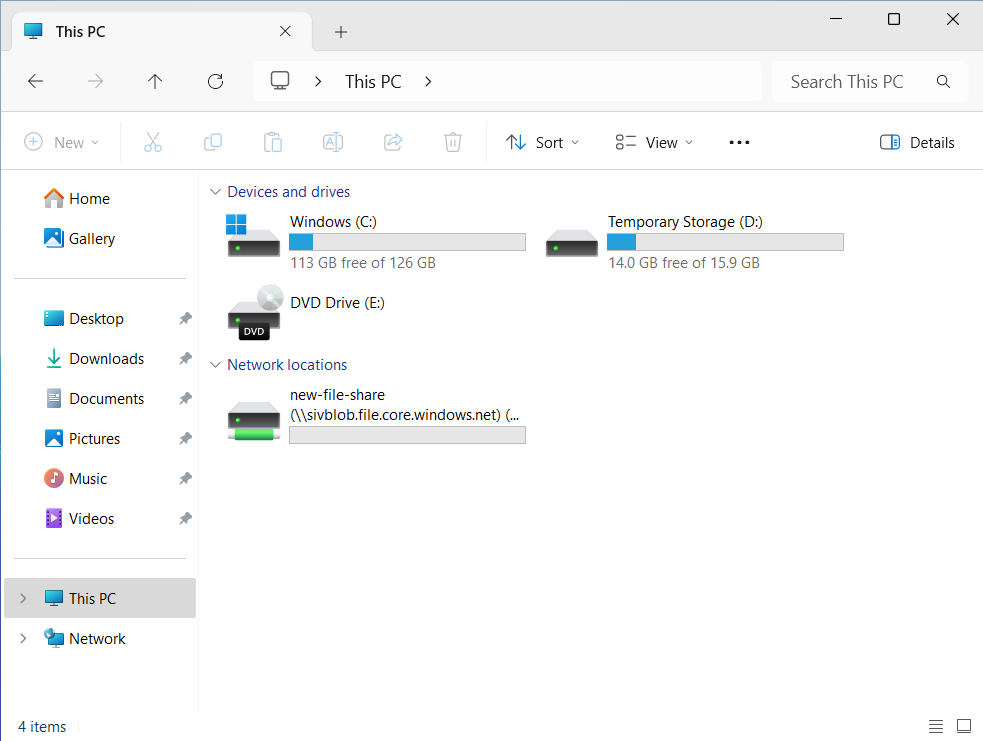 This PC
This PC
Search This PC
New
Sort
View
Details
Home
Gallery
Desktop
Downloads
Documents
Pictures
Music
Videos
This PC
Network
Devices and drives
Windows (C:)
113 GB free of 126 GB
Temporary Storage (D:)
14.0 GB free of 15.9 GB
DVD
DVD Drive (E:)
Network locations
new-file-share
(\\sivblob.file.core.windows.net) (...
4 items